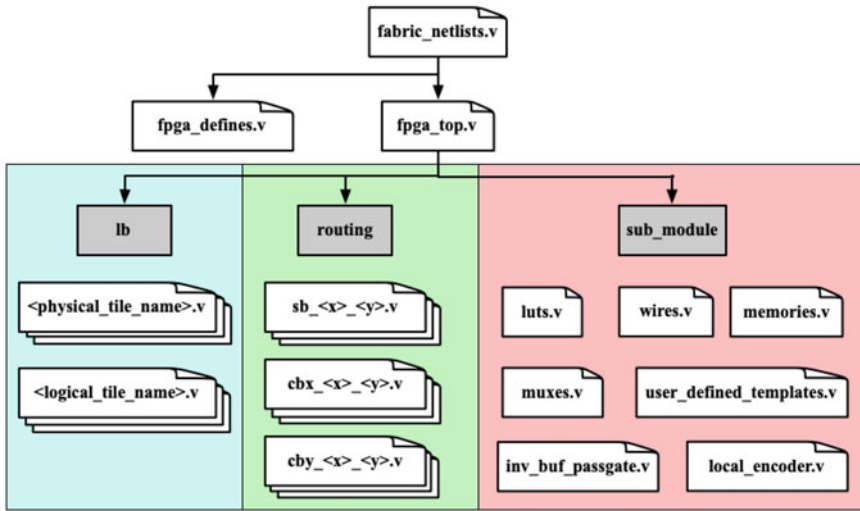 fabric_netlists.v
fpga_defines.v
fpga_top.v
lb
routing
sub_module
<physical_tile_name>.v
<logical_tile_name>.v
sb_<x>_<y>.v
cbx_<x>_<y>.v
cby_<x>_<y>.v
luts.v
wires.v
memories.v
muxes.v
user_defined_templates.v
inv_buf_passgate.v
local_encoder.v